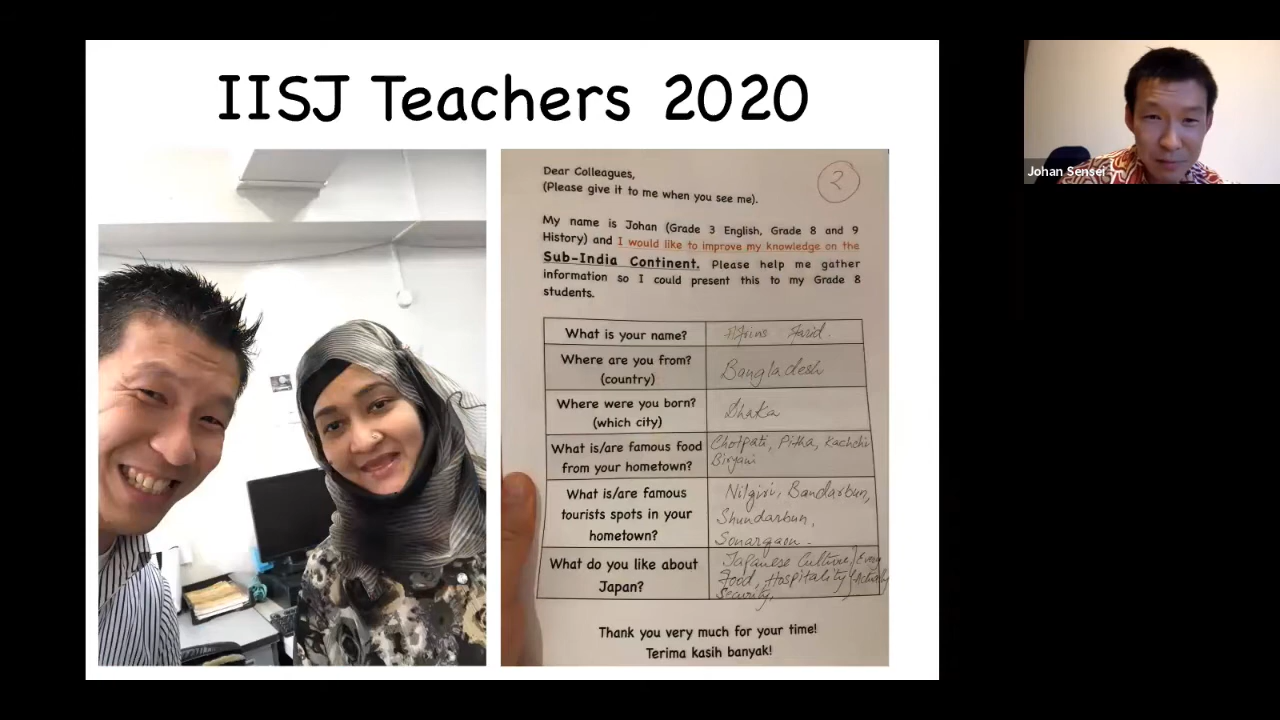 IISJ Teachers 2020
Johan Sensei
Dear Colleagues,
(Please give it to me when you see me).
2
My name is Johan (Grade 3 English, Grade 8 and 9
History) and I would like to improve my knowledge on the
Sub-India Continent. Please help me gather
information so I could present this to my Grade 8
students.
What is your name?
Farid.
Where are you from?
(country)
Bangladesh
Where were you born?
(which city)
Dhaka
What is/are famous food
from your hometown?
Chotpati, Pitha, Kachchi
Biryani
What is/are famous
tourists spots in your
hometown?
Nilgiri, Bandarbun,
Shundarbun,
Sonargaon.
What do you like about
Japan?
Japanese Culture,
Food, Hospitality,
Security,
Thank you very much for your time!
Terima kasih banyak!